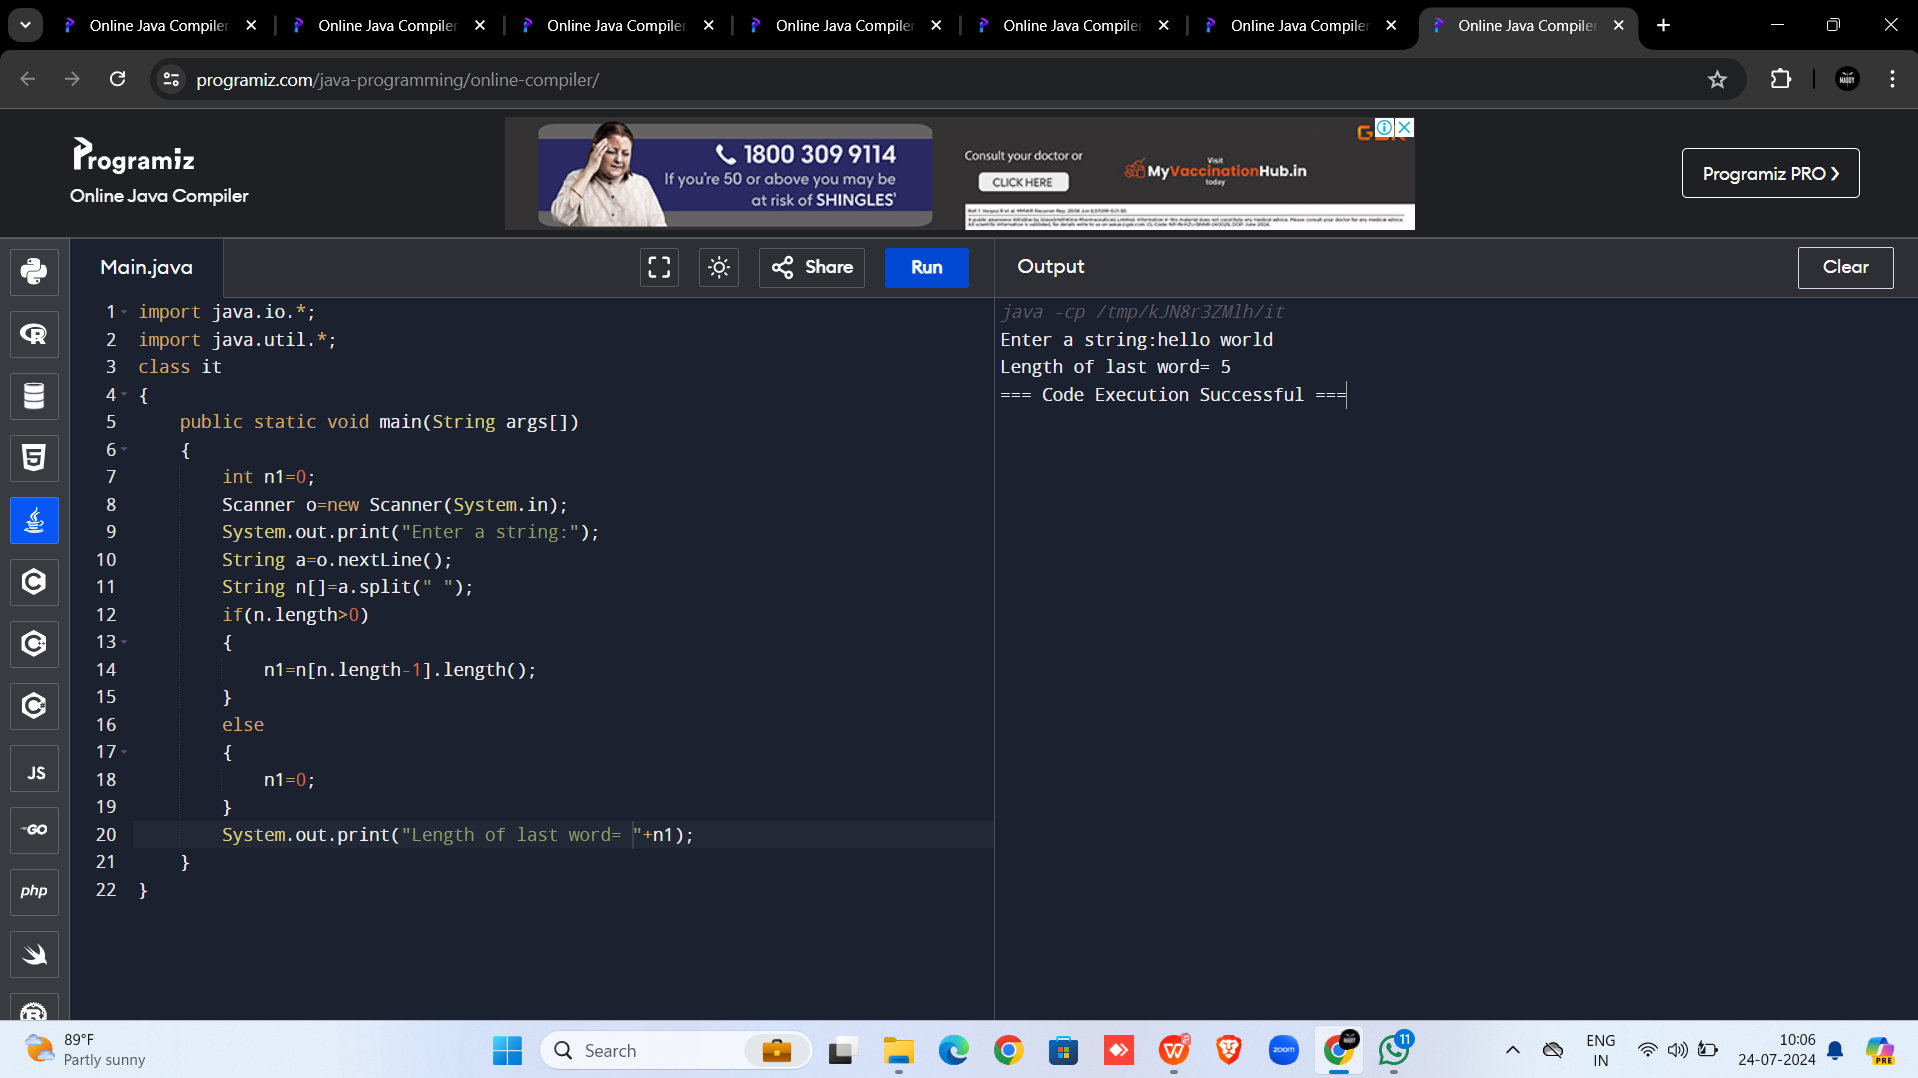 Online Java Compiler
Online Java Compiler
Online Java Compiler
Online Java Compiler
Online Java Compiler
Online Java Compiler
Online Java Compiler
programiz.com/java-programming/online-compiler/
Programiz
Online Java Compiler
1800 309 9114
If you're 50 or above you may be
at risk of SHINGLES'
Consult your doctor or
CLICK HERE
Visit
MyVaccinationHub.in
today
Programiz PRO
Main.java
Share
Run
Output
Clear
1 import java.io.*;
2 import java.util.*;
3 class it
4 {
5 public static void main(String args[])
6 {
7 int n1=0;
8 Scanner o=new Scanner(System.in);
9 System.out.print("Enter a string:");
10 String a=o.nextLine();
11 String n[]=a.split(" ");
12 if(n.length>0)
13 {
14 n1=n[n.length-1].length();
15 }
16 else
17 {
18 n1=0;
19 }
20 System.out.print("Length of last word= "+n1);
21 }
22 }
java -cp /tmp/kJN8r3ZMlh/it
Enter a string:hello world
Length of last word= 5
=== Code Execution Successful ===
JS
GO
php
89°F
Partly sunny
Search
zoom
11
ENG
IN
10:06
24-07-2024
PRE